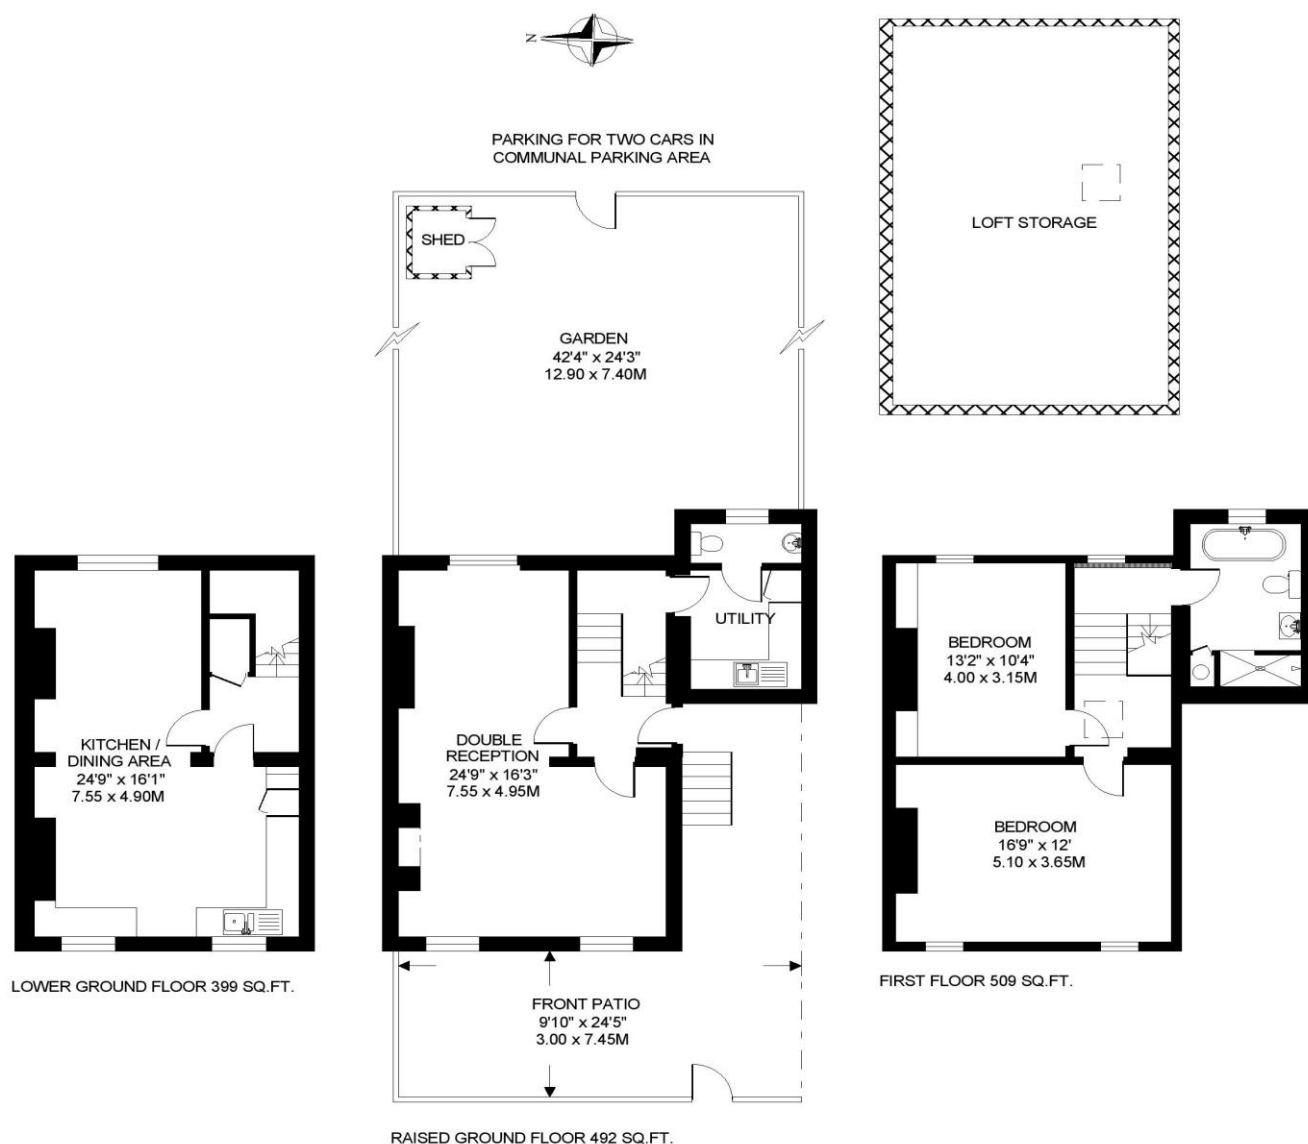 N
PARKING FOR TWO CARS IN
COMMUNAL PARKING AREA
SHED
LOFT STORAGE
GARDEN
42'4" x 24'3"
12.90 x 7.40M
UTILITY
KITCHEN /
DINING AREA
24'9" x 16'1"
7.55 x 4.90M
DOUBLE
RECEPTION
24'9" x 16'3"
7.55 x 4.95M
BEDROOM
13'2" x 10'4"
4.00 x 3.15M
BEDROOM
16'9" x 12'
5.10 x 3.65M
LOWER GROUND FLOOR 399 SQ.FT.
FRONT PATIO
9'10" x 24'5"
3.00 x 7.45M
FIRST FLOOR 509 SQ.FT.
RAISED GROUND FLOOR 492 SQ.FT.